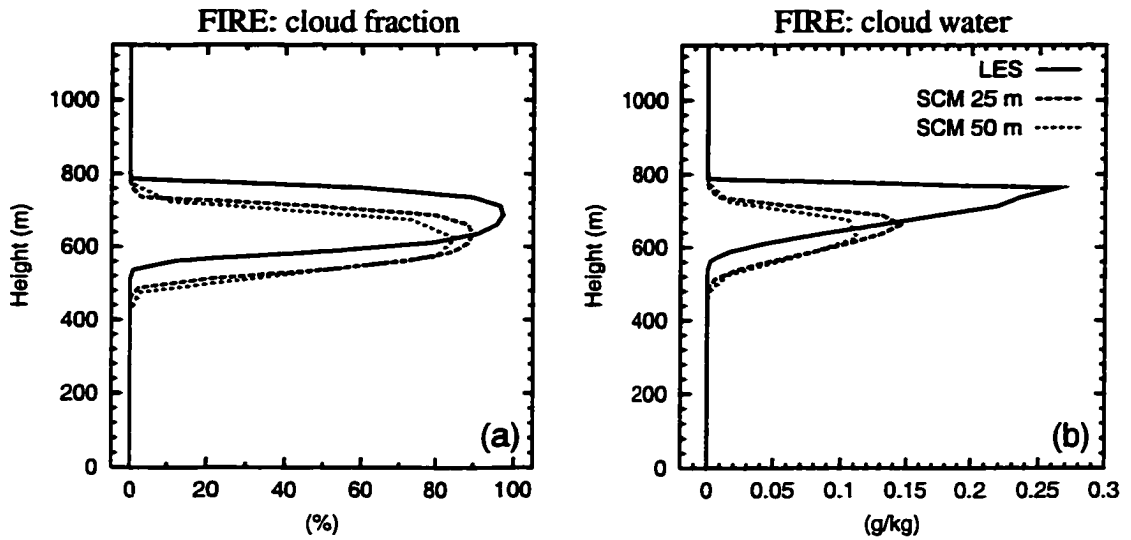 FIRE: cloud fraction
1000
800
600
400
200
0
Height (m)
0 20 40 60 80 100
(%)
(a)
FIRE: cloud water
LES
SCM 25 m
SCM 50 m
1000
800
600
400
200
0
Height (m)
0 0.05 0.1 0.15 0.2 0.25 0.3
(g/kg)
(b)